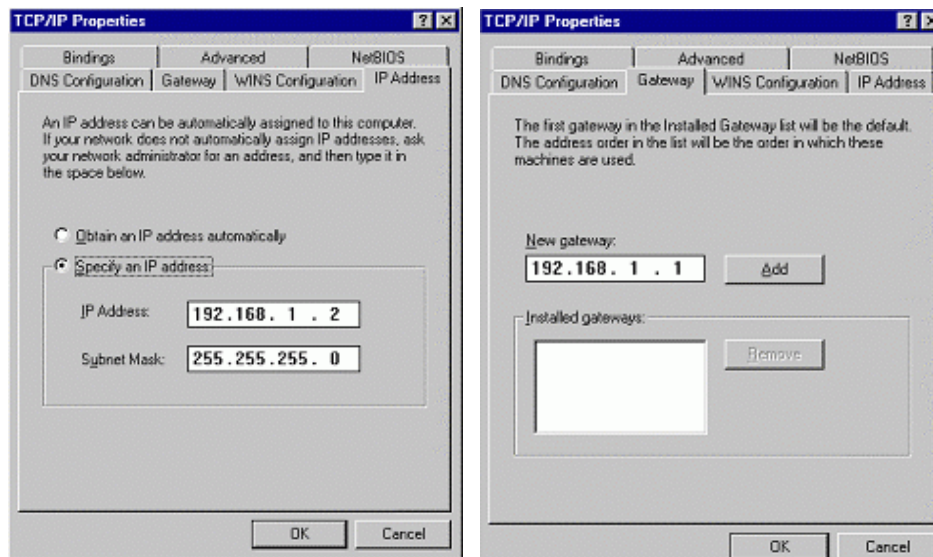 TCP/IP Properties
Bindings Advanced NetBIOS
DNS Configuration Gateway WINS Configuration IP Address
An IP address can be automatically assigned to this computer.
If your network does not automatically assign IP addresses, ask
your network administrator for an address, and then type it in
the space below.
Obtain an IP address automatically
Specify an IP address:
IP Address: 192.168. 1 . 2
Subnet Mask: 255.255.255. 0
OK Cancel
TCP/IP Properties
Bindings Advanced NetBIOS
DNS Configuration Gateway WINS Configuration IP Address
The first gateway in the Installed Gateway list will be the default.
The address order in the list will be the order in which these
machines are used.
New gateway:
192.168. 1 . 1 Add
Installed gateways:
Remove
OK Cancel